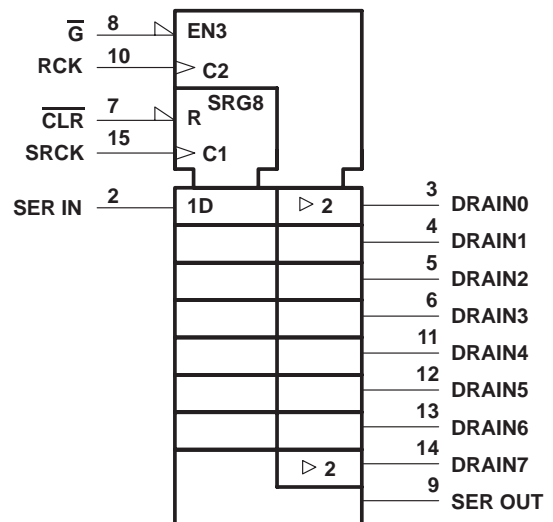 G 8 EN3
RCK 10 C2
SRG8
CLR 7 R
SRCK 15 C1
SER IN 2 1D 2 3 DRAIN0
4 DRAIN1
5 DRAIN2
6 DRAIN3
11 DRAIN4
12 DRAIN5
13 DRAIN6
2 14 DRAIN7
9 SER OUT